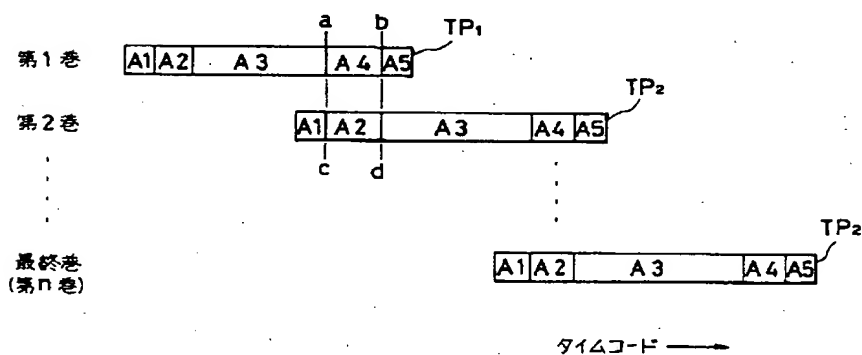 a b TP₁
第1巻 A1 A2 A3 A4 A5
TP₂
第2巻 A1 A2 A3 A4 A5
c d
TP₂
最終巻 A1 A2 A3 A4 A5
(第n巻)
タイムコード